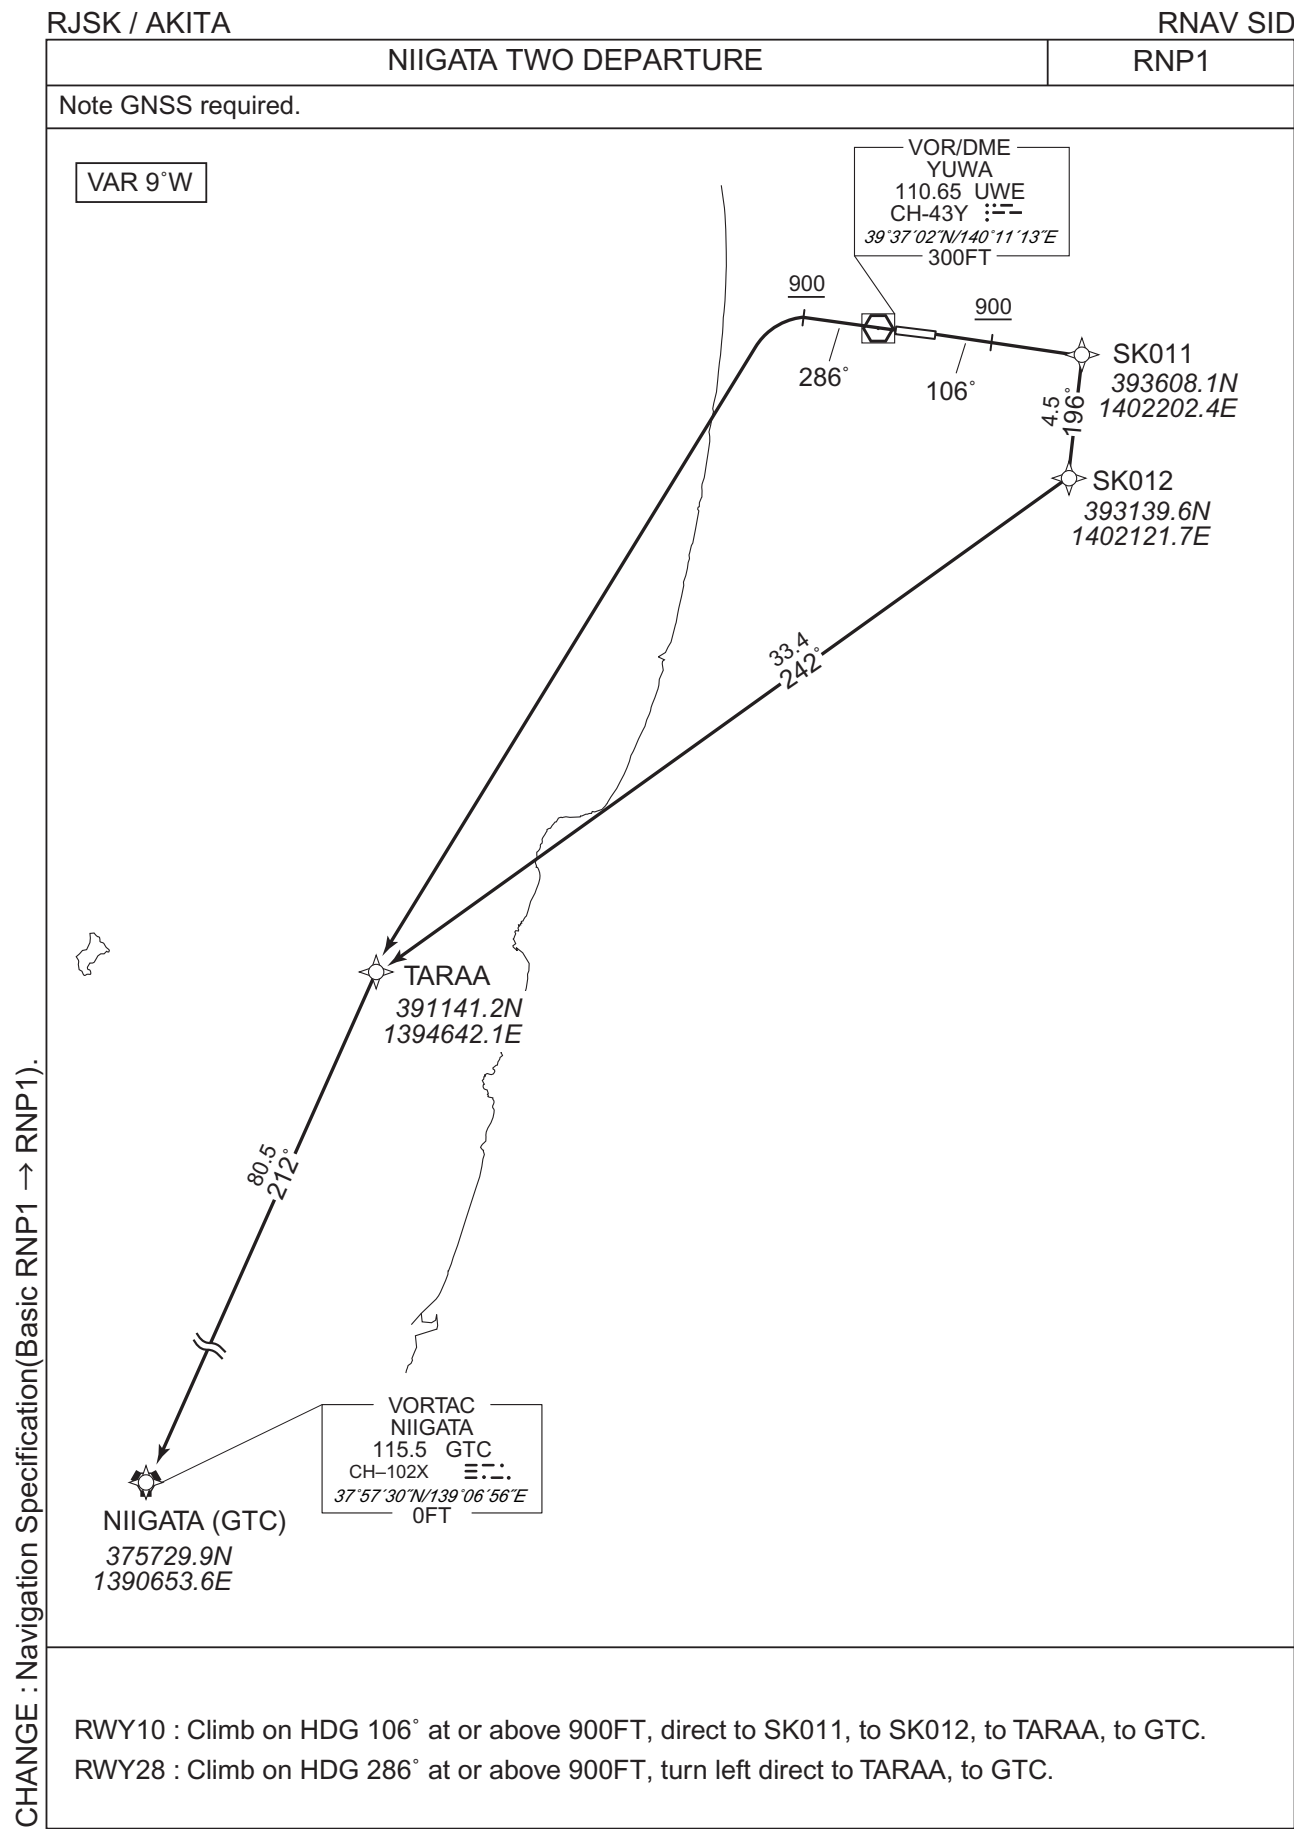 RJSK / AKITA
RNAV SID
NIIGATA TWO DEPARTURE
RNP1
Note GNSS required.
VAR 9˚W
VOR/DME
YUWA
110.65 UWE
CH-43Y
39˚37´02˝N/140˚11´13˝E
300FT
900
900
286˚
106˚
SK011
393608.1N
1402202.4E
4.5
196˚
SK012
393139.6N
1402121.7E
33.4
242˚
TARAA
391141.2N
1394642.1E
80.5
212˚
VORTAC
NIIGATA
115.5 GTC
CH–102X
37˚57´30˝N/139˚06´56˝E
0FT
NIIGATA (GTC)
375729.9N
1390653.6E
RWY10 : Climb on HDG 106˚ at or above 900FT, direct to SK011, to SK012, to TARAA, to GTC.
RWY28 : Climb on HDG 286˚ at or above 900FT, turn left direct to TARAA, to GTC.
CHANGE : Navigation Specification(Basic RNP1 → RNP1).